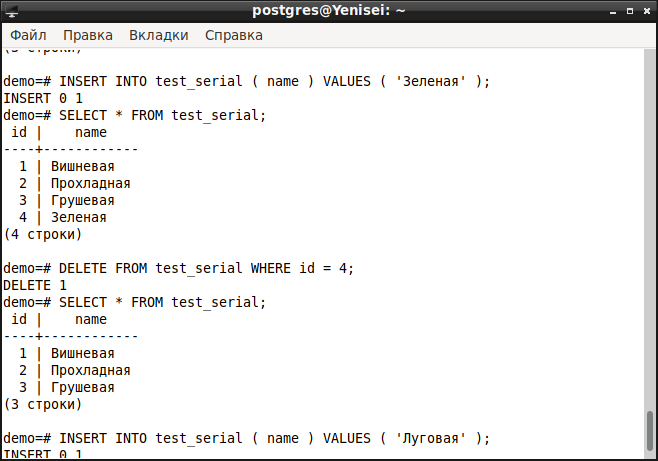 postgres@Yenisei: ~
Файл Правка Вкладки Справка
(3 строки)
demo=# INSERT INTO test_serial ( name ) VALUES ( 'Зеленая' );
INSERT 0 1
demo=# SELECT * FROM test_serial;
 id |    name
----+------------
  1 | Вишневая
  2 | Прохладная
  3 | Грушевая
  4 | Зеленая
(4 строки)
demo=# DELETE FROM test_serial WHERE id = 4;
DELETE 1
demo=# SELECT * FROM test_serial;
 id |    name
----+------------
  1 | Вишневая
  2 | Прохладная
  3 | Грушевая
(3 строки)
demo=# INSERT INTO test_serial ( name ) VALUES ( 'Луговая' );
INSERT 0 1